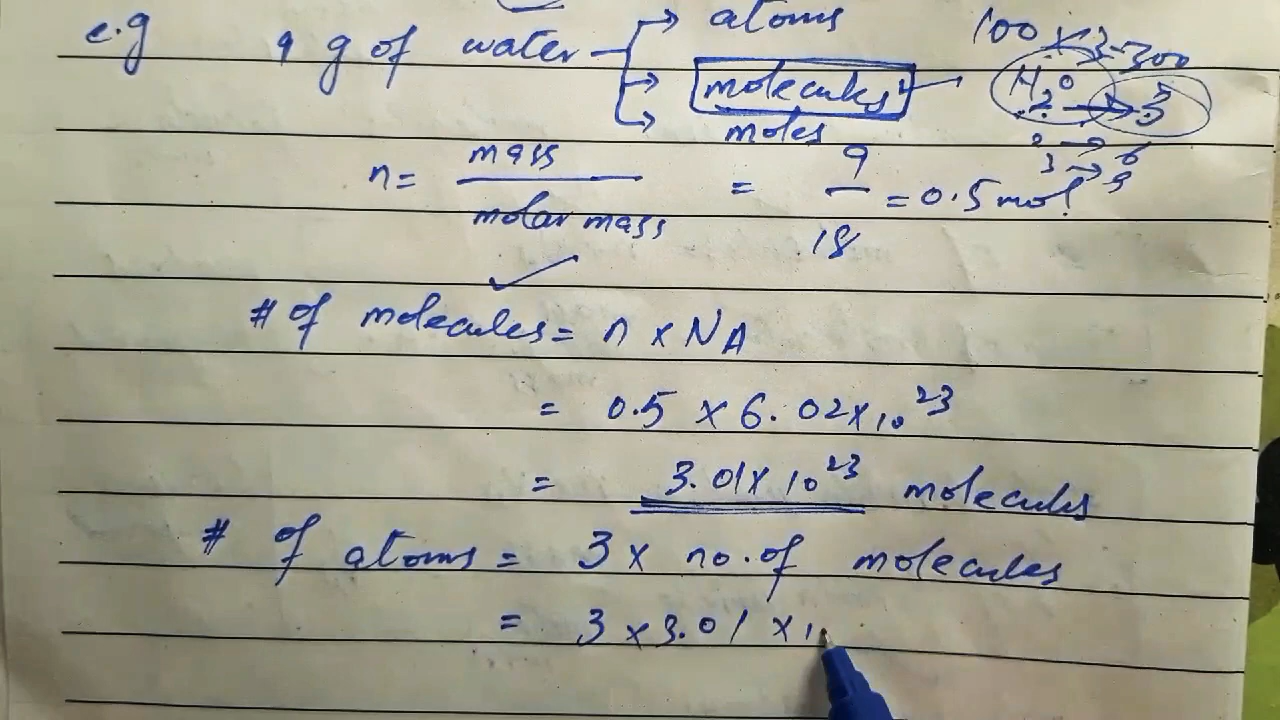 e.g 9 g of water → atoms 100 x 3 = 300
→ molecules → H2O
→ moles
n = mass / molar mass = 9 / 18 = 0.5 mol
2 → 6
3 → 9
# of molecules = n x NA
= 0.5 x 6.02 x 10^23
= 3.01 x 10^23 molecules
# of atoms = 3 x no. of molecules
= 3 x 3.01 x 1